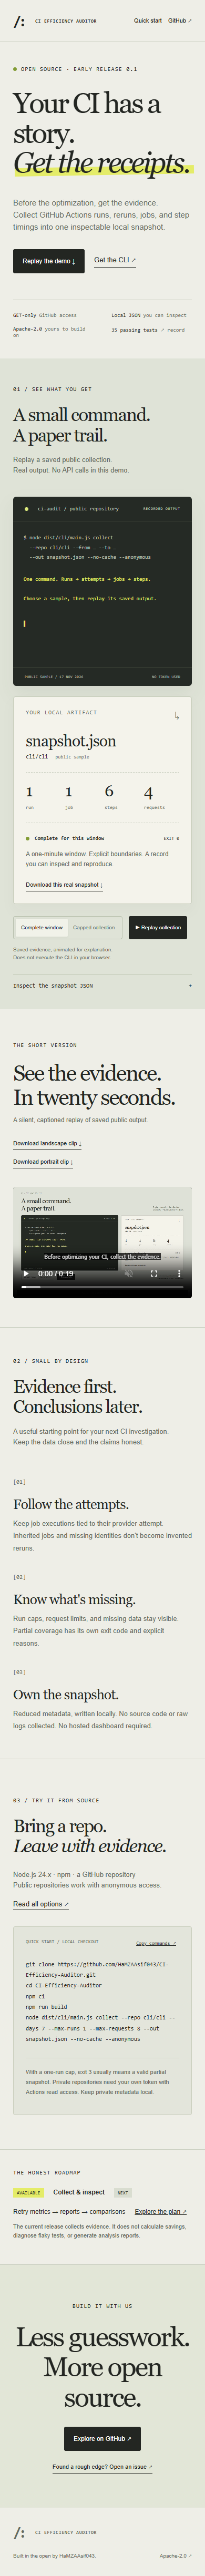 /: CI EFFICIENCY AUDITOR Quick start GitHub ↗
OPEN SOURCE · EARLY RELEASE 0.1
Your CI has a
story.
Get the receipts.
Before the optimization, get the evidence.
Collect GitHub Actions runs, reruns, jobs, and step
timings into one inspectable local snapshot.
Replay the demo ↓ Get the CLI ↗
GET-only GitHub access Local JSON you can inspect
Apache-2.0 yours to build
on
35 passing tests ↗ record
01 / SEE WHAT YOU GET
A small command.
A paper trail.
Replay a saved public collection.
Real output. No API calls in this demo.
ci-audit / public repository RECORDED OUTPUT
$ node dist/cli/main.js collect
--repo cli/cli --from … --to …
--out snapshot.json --no-cache --anonymous
One command. Runs → attempts → jobs → steps.
Choose a sample, then replay its saved output.
PUBLIC SAMPLE / 17 NOV 2024 NO TOKEN USED
YOUR LOCAL ARTIFACT
snapshot.json
cli/cli public sample
1 1 6 4
run job steps requests
Complete for this window EXIT 0
A one-minute window. Explicit boundaries. A record
you can inspect and reproduce.
Download this real snapshot ↓
Complete window Capped collection ▶ Replay collection
Saved evidence, animated for explanation.
Does not execute the CLI in your browser.
Inspect the snapshot JSON +
THE SHORT VERSION
See the evidence.
In twenty seconds.
A silent, captioned replay of saved public output.
Download landscape clip ↓
Download portrait clip ↓
A small command.
A paper trail.
Before optimizing your CI, collect the evidence.
0:00 / 0:19
02 / SMALL BY DESIGN
Evidence first.
Conclusions later.
A useful starting point for your next CI investigation.
Keep the data close and the claims honest.
[01]
Follow the attempts.
Keep job executions tied to their provider attempt.
Inherited jobs and missing identities don't become invented
reruns.
[02]
Know what's missing.
Run caps, request limits, and missing data stay visible.
Partial coverage has its own exit code and explicit
reasons.
[03]
Own the snapshot.
Reduced metadata, written locally. No source code or raw
logs collected. No hosted dashboard required.
03 / TRY IT FROM SOURCE
Bring a repo.
Leave with evidence.
Node.js 24.x · npm · a GitHub repository
Public repositories work with anonymous access.
Read all options ↗
QUICK START / LOCAL CHECKOUT Copy commands ↗
git clone https://github.com/HaMZAAsif043/CI-
Efficiency-Auditor.git
cd CI-Efficiency-Auditor
npm ci
npm run build
node dist/cli/main.js collect --repo cli/cli --
days 7 --max-runs 1 --max-requests 8 --out
snapshot.json --no-cache --anonymous
With a one-run cap, exit 3 usually means a valid partial
snapshot. Private repositories need your own token with
Actions read access. Keep private metadata local.
THE HONEST ROADMAP
AVAILABLE Collect & inspect NEXT
Retry metrics → reports → comparisons Explore the plan ↗
The current release collects evidence. It does not calculate savings,
diagnose flaky tests, or generate analysis reports.
BUILD IT WITH US
Less guesswork.
More open
source.
Explore on GitHub ↗
Found a rough edge? Open an issue ↗
/: CI EFFICIENCY AUDITOR
Built in the open by HaMZAAsif043. Apache-2.0 ↗